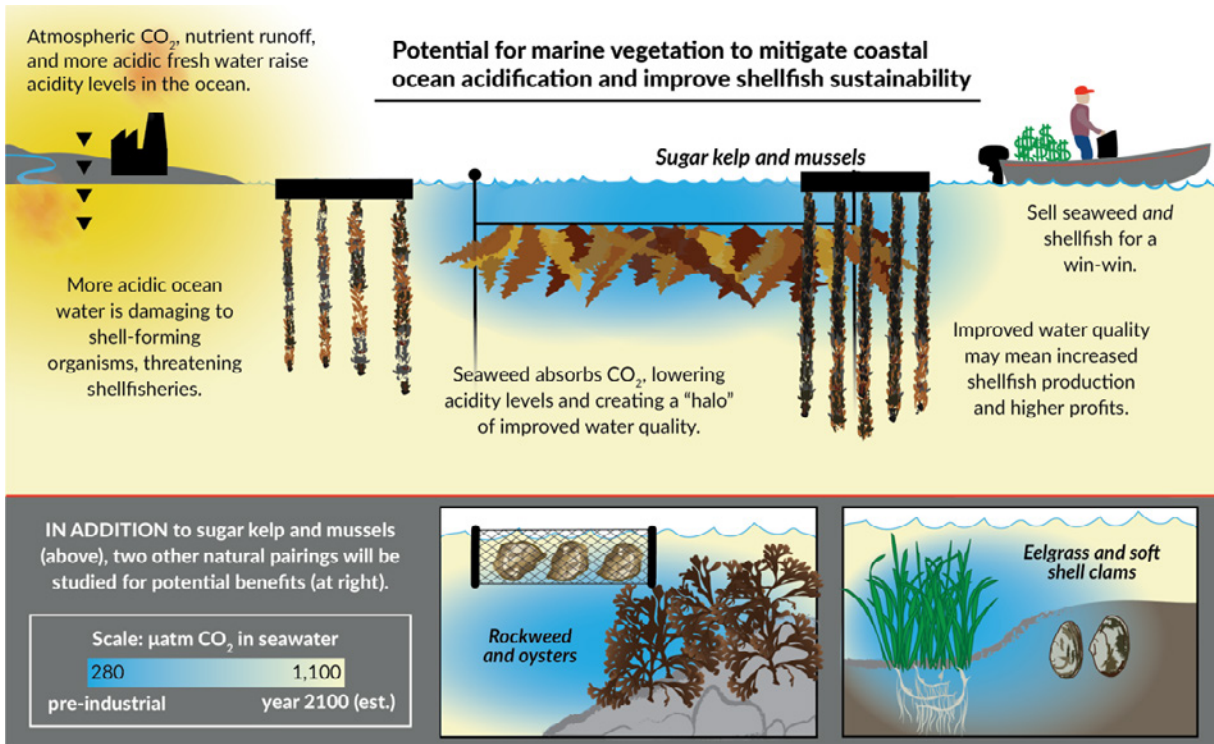 Atmospheric CO₂, nutrient runoff,
and more acidic fresh water raise
acidity levels in the ocean.
Potential for marine vegetation to mitigate coastal
ocean acidification and improve shellfish sustainability
Sugar kelp and mussels
$$$$$
More acidic ocean
water is damaging to
shell-forming
organisms, threatening
shellfisheries.
Seaweed absorbs CO₂, lowering
acidity levels and creating a “halo”
of improved water quality.
Sell seaweed and
shellfish for a
win-win.
Improved water quality
may mean increased
shellfish production
and higher profits.
IN ADDITION to sugar kelp and mussels
(above), two other natural pairings will be
studied for potential benefits (at right).
Scale: µatm CO₂ in seawater
280 1,100
pre-industrial year 2100 (est.)
Rockweed
and oysters
Eelgrass and soft
shell clams